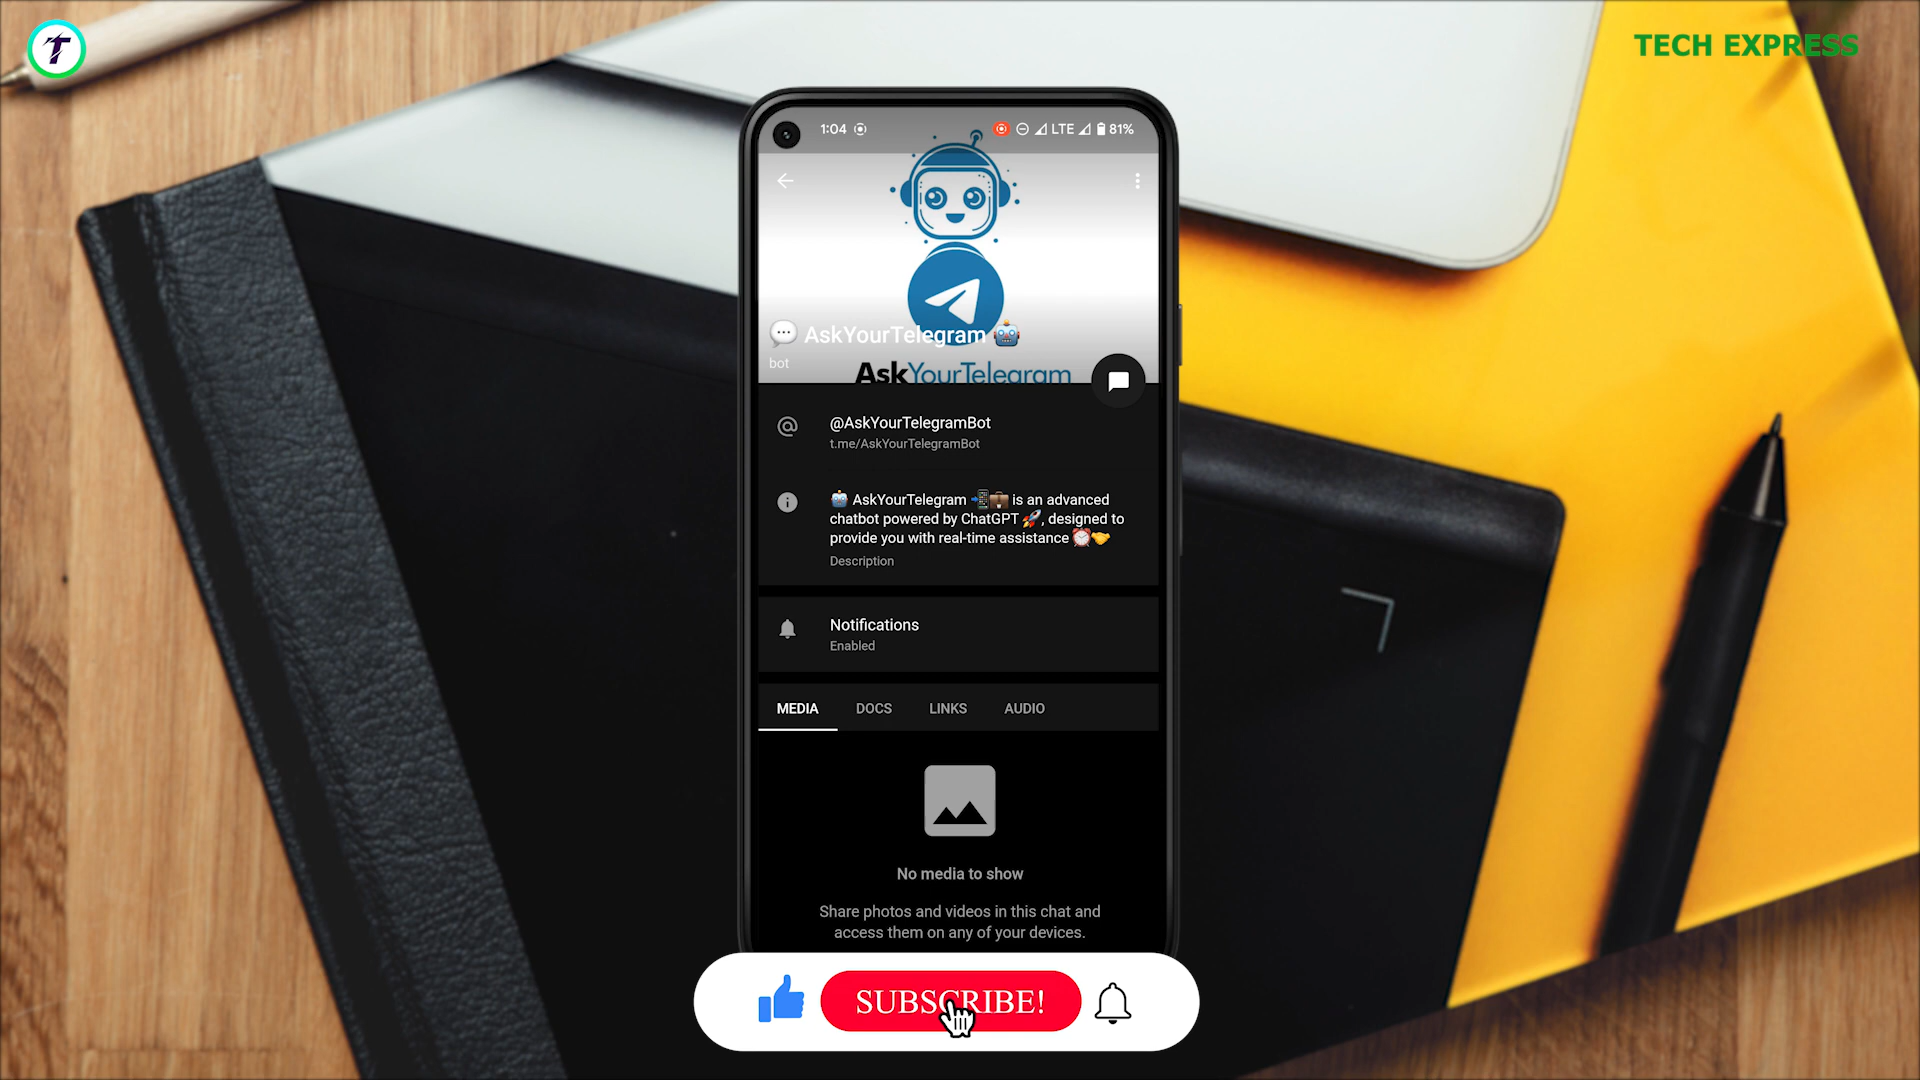 T
TECH EXPRESS
1:04 LTE 81%
💬 AskYourTelegram 🤖
bot
AskYourTelegram
@AskYourTelegramBot
t.me/AskYourTelegramBot
🤖 AskYourTelegram 📲💼 is an advanced
chatbot powered by ChatGPT 🚀, designed to
provide you with real-time assistance ⏰🤝
Description
Notifications
Enabled
MEDIA DOCS LINKS AUDIO
No media to show
Share photos and videos in this chat and
access them on any of your devices.
SUBSCRIBE!